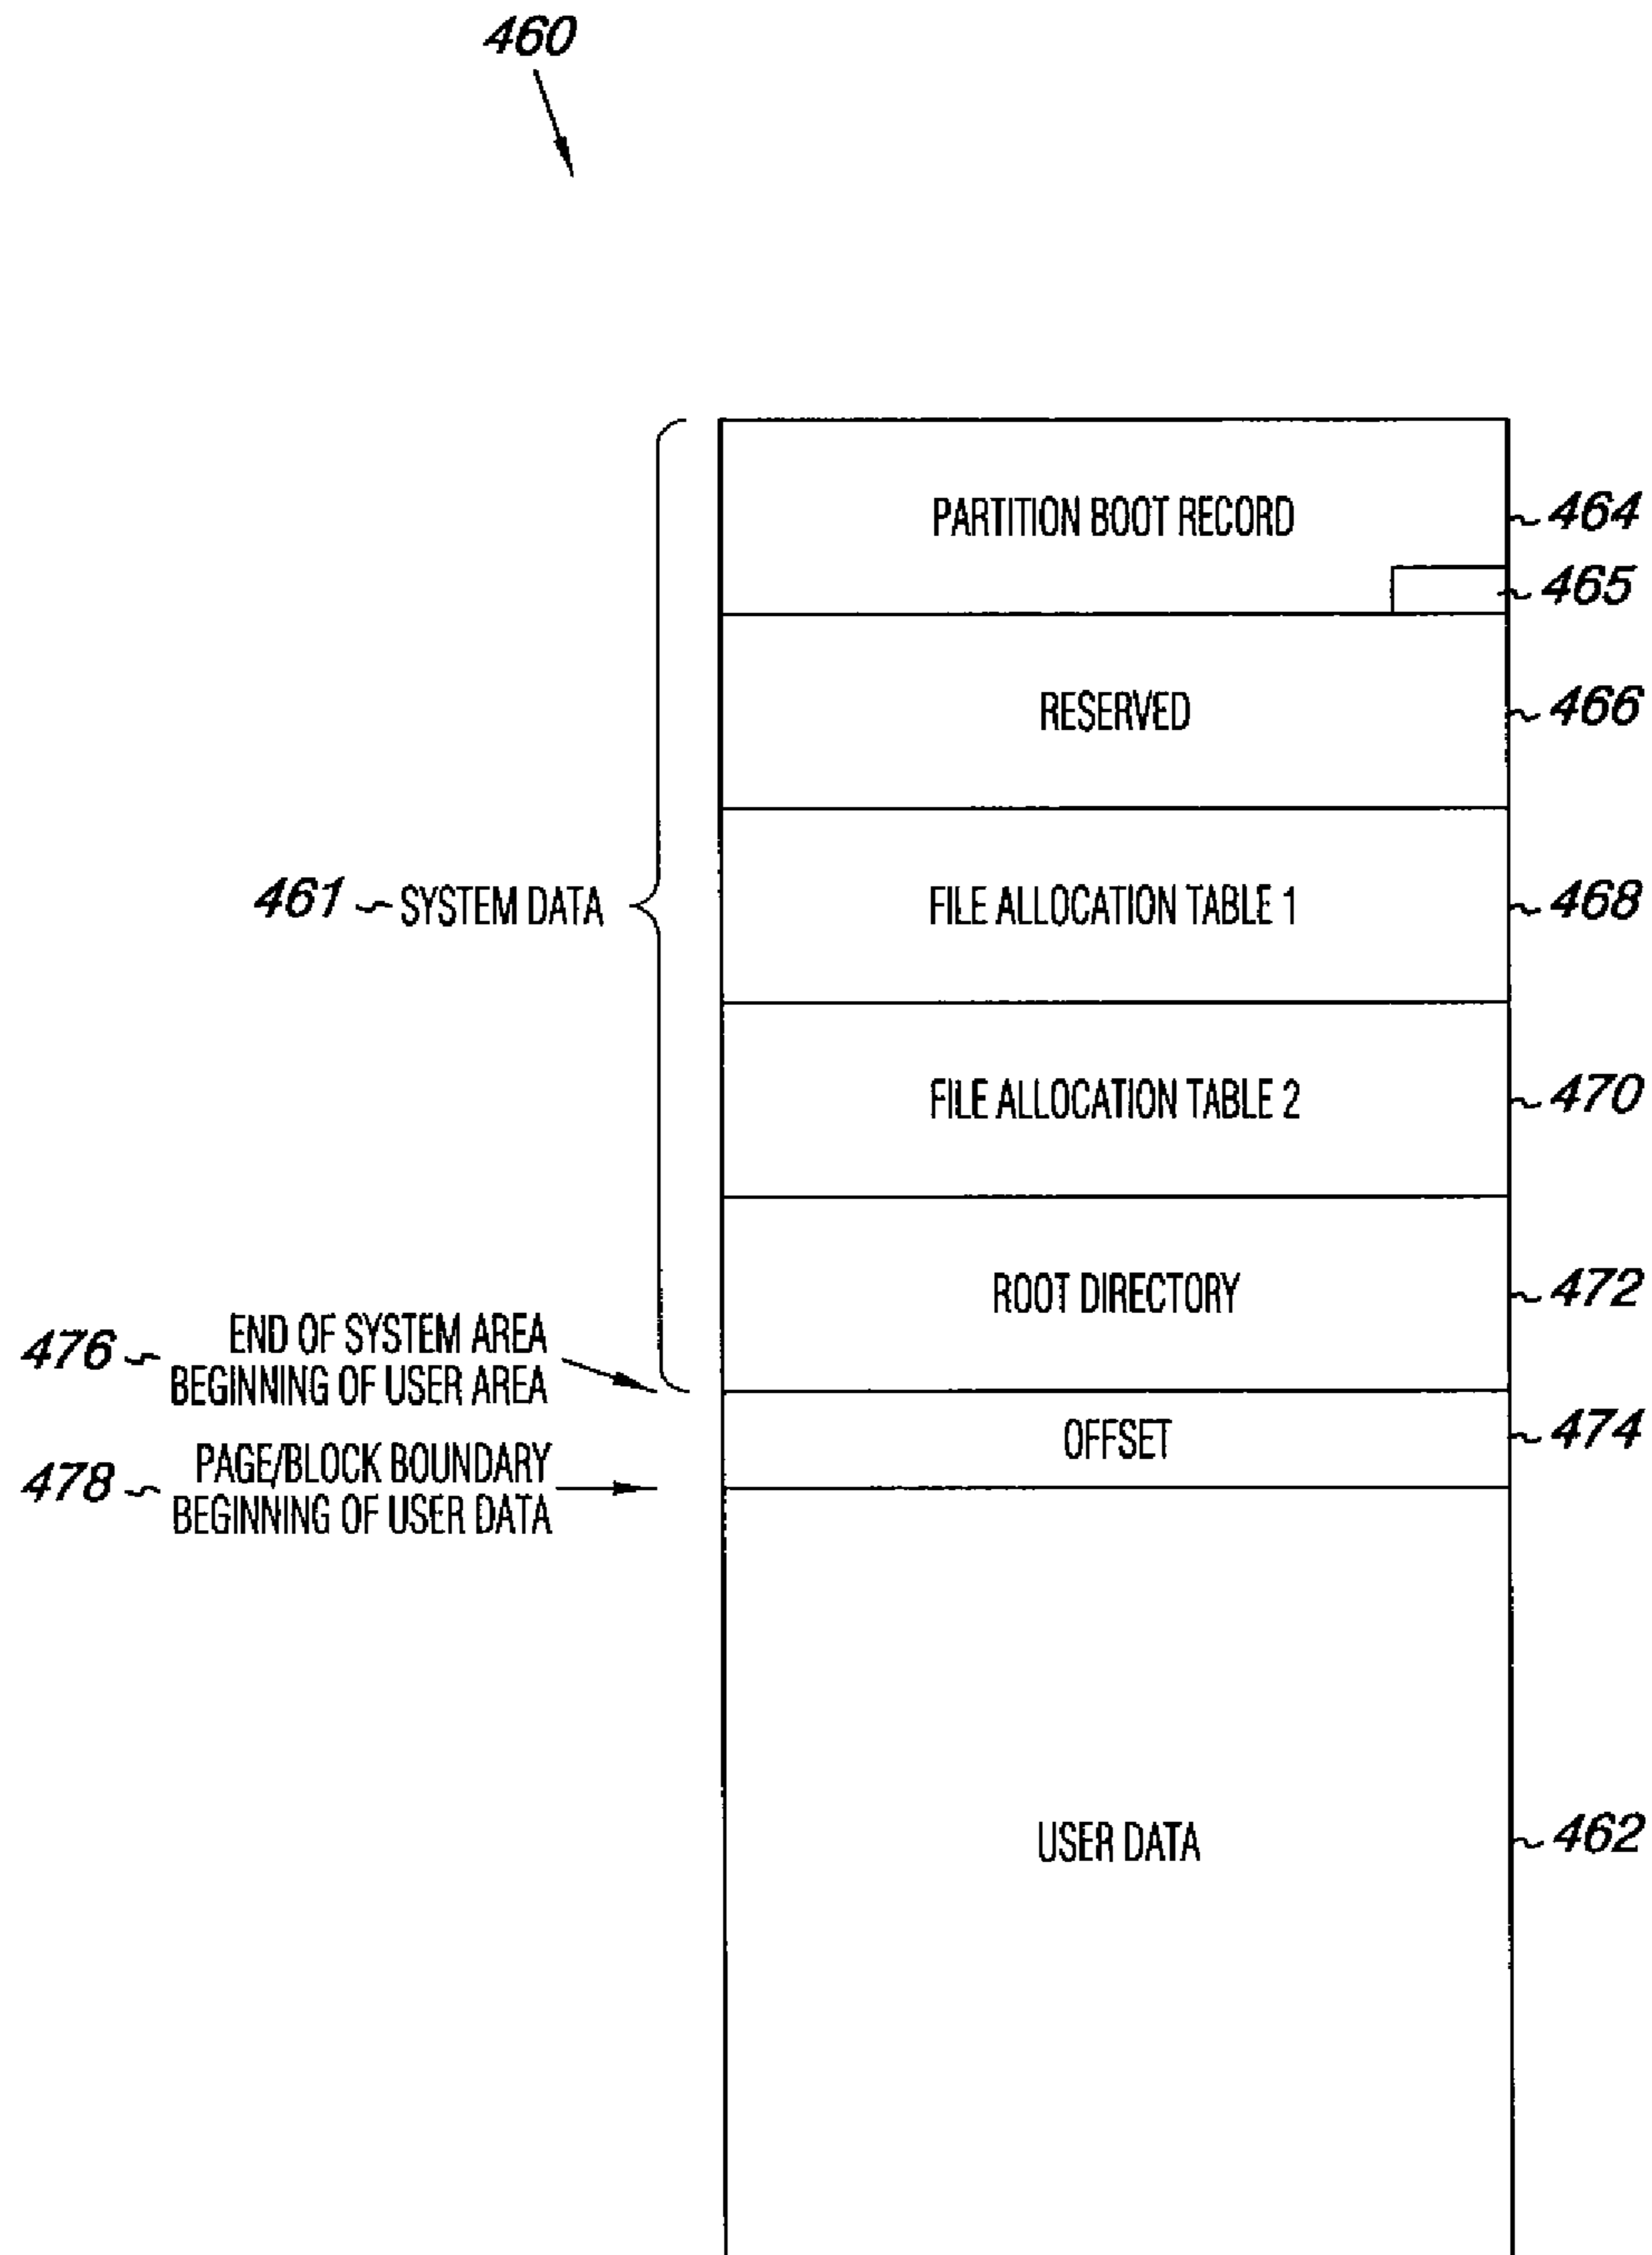 460
PARTITION BOOT RECORD
464
465
RESERVED
466
461 SYSTEM DATA
FILE ALLOCATION TABLE 1
468
FILE ALLOCATION TABLE 2
470
ROOT DIRECTORY
472
476
END OF SYSTEM AREA
BEGINNING OF USER AREA
OFFSET
474
478
PAGE/BLOCK BOUNDARY
BEGINNING OF USER DATA
USER DATA
462